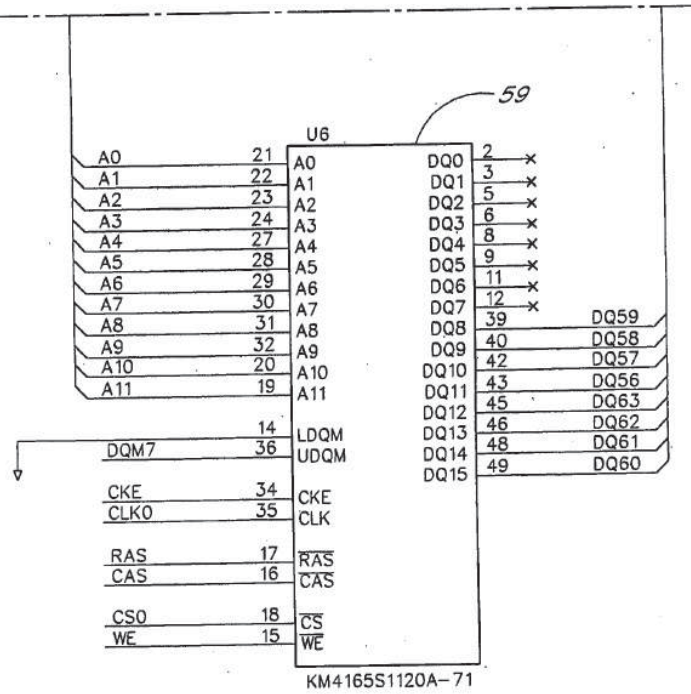 59
U6
A0 21 A0 DQ0 2
A1 22 A1 DQ1 3
A2 23 A2 DQ2 5
A3 24 A3 DQ3 6
A4 27 A4 DQ4 8
A5 28 A5 DQ5 9
A6 29 A6 DQ6 11
A7 30 A7 DQ7 12
A8 31 A8 DQ8 39 DQ59
A9 32 A9 DQ9 40 DQ58
A10 20 A10 DQ10 42 DQ57
A11 19 A11 DQ11 43 DQ56
DQ12 45 DQ63
14 LDQM DQ13 46 DQ62
DQM7 36 UDQM DQ14 48 DQ61
DQ15 49 DQ60
CKE 34 CKE
CLK0 35 CLK
RAS 17 RAS
CAS 16 CAS
CS0 18 CS
WE 15 WE
KM4165S1120A-71